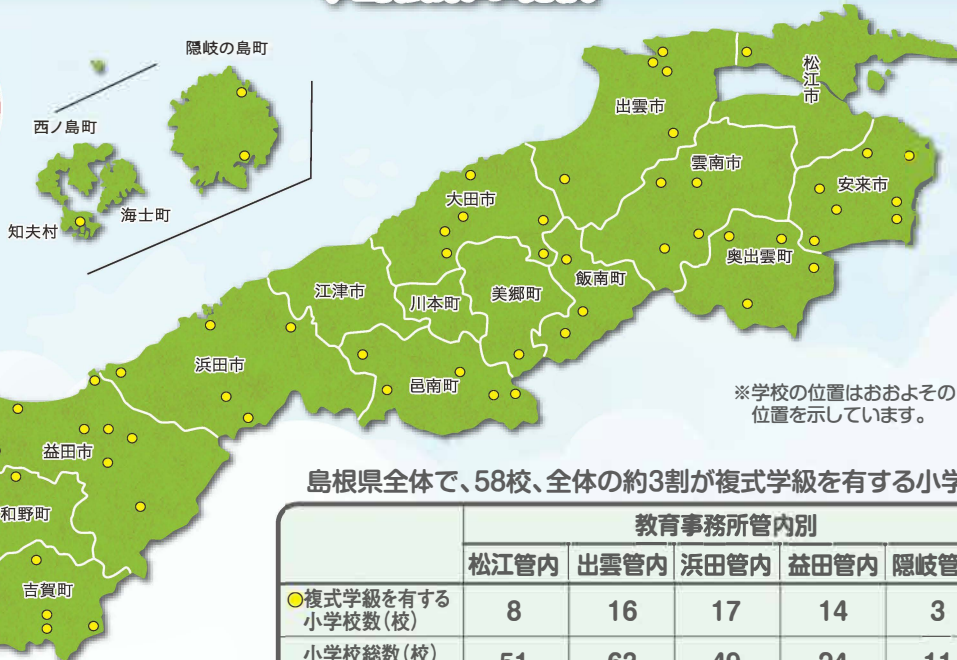 隠岐の島町
西ノ島町
海士町
知夫村
松江市
出雲市
雲南市
安来市
大田市
奥出雲町
飯南町
江津市
川本町
美郷町
浜田市
邑南町
益田市
和野町
吉賀町
※学校の位置はおおよその
位置を示しています。
島根県全体で、58校、全体の約3割が複式学級を有する小学
教育事務所管内別
松江管内 出雲管内 浜田管内 益田管内 隠岐管
複式学級を有する 8 16 17 14 3
小学校数(校)
小学校総数(校) 51